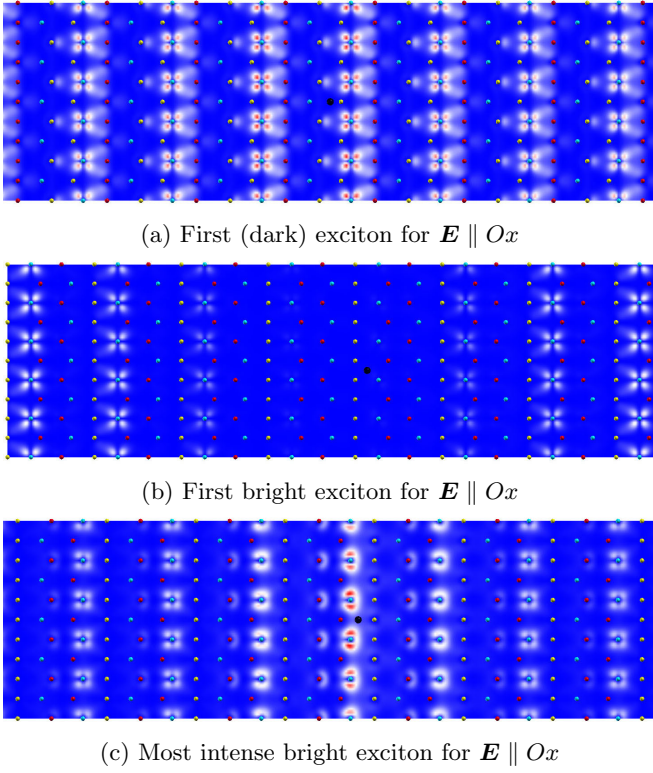 (a) First (dark) exciton for E ∥ Ox
(b) First bright exciton for E ∥ Ox
(c) Most intense bright exciton for E ∥ Ox